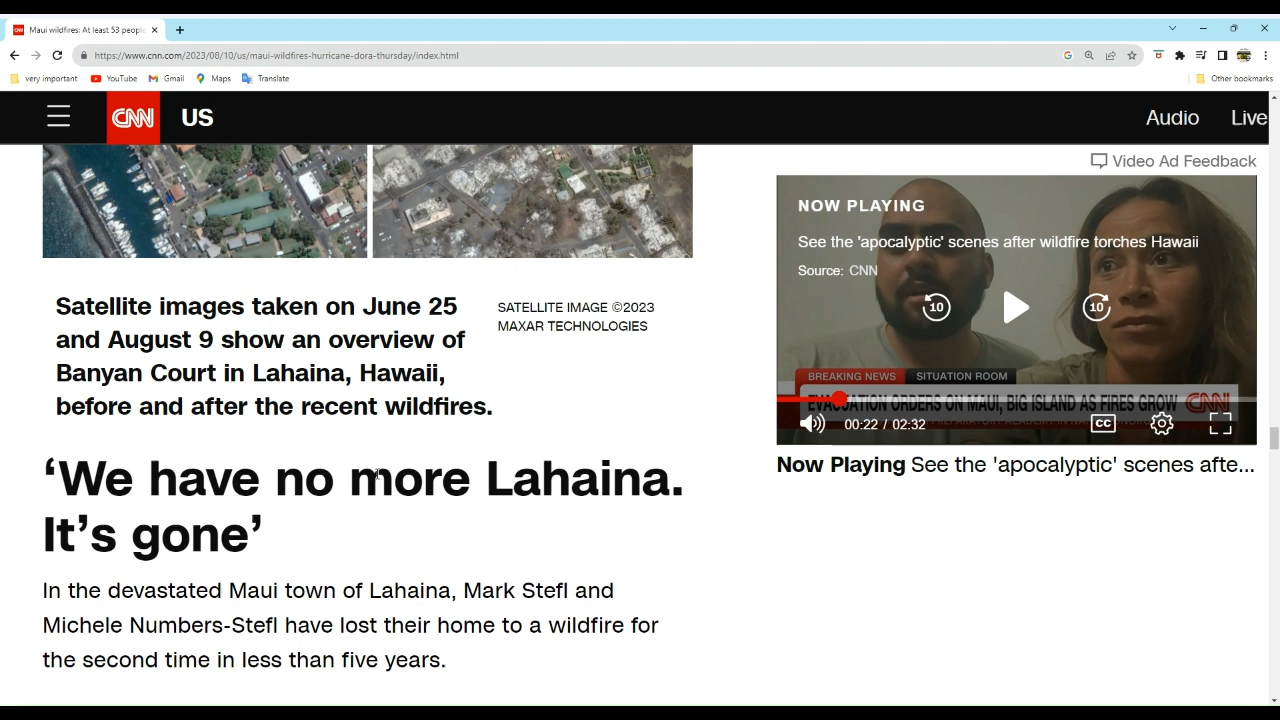 Maui wildfires: At least 53 people
https://www.cnn.com/2023/08/10/us/maui-wildfires-hurricane-dora-thursday/index.html
very important YouTube Gmail Maps Translate Other bookmarks
CNN US Audio Live
Video Ad Feedback
NOW PLAYING
See the 'apocalyptic' scenes after wildfire torches Hawaii
Source: CNN
10 10
BREAKING NEWS SITUATION ROOM
EVACUATION ORDERS ON MAUI, BIG ISLAND AS FIRES GROW CNN
00:22 / 02:32 CC
Now Playing See the 'apocalyptic' scenes afte...
Satellite images taken on June 25
and August 9 show an overview of
Banyan Court in Lahaina, Hawaii,
before and after the recent wildfires.
SATELLITE IMAGE ©2023
MAXAR TECHNOLOGIES
‘We have no more Lahaina.
It’s gone’
In the devastated Maui town of Lahaina, Mark Stefl and
Michele Numbers-Stefl have lost their home to a wildfire for
the second time in less than five years.